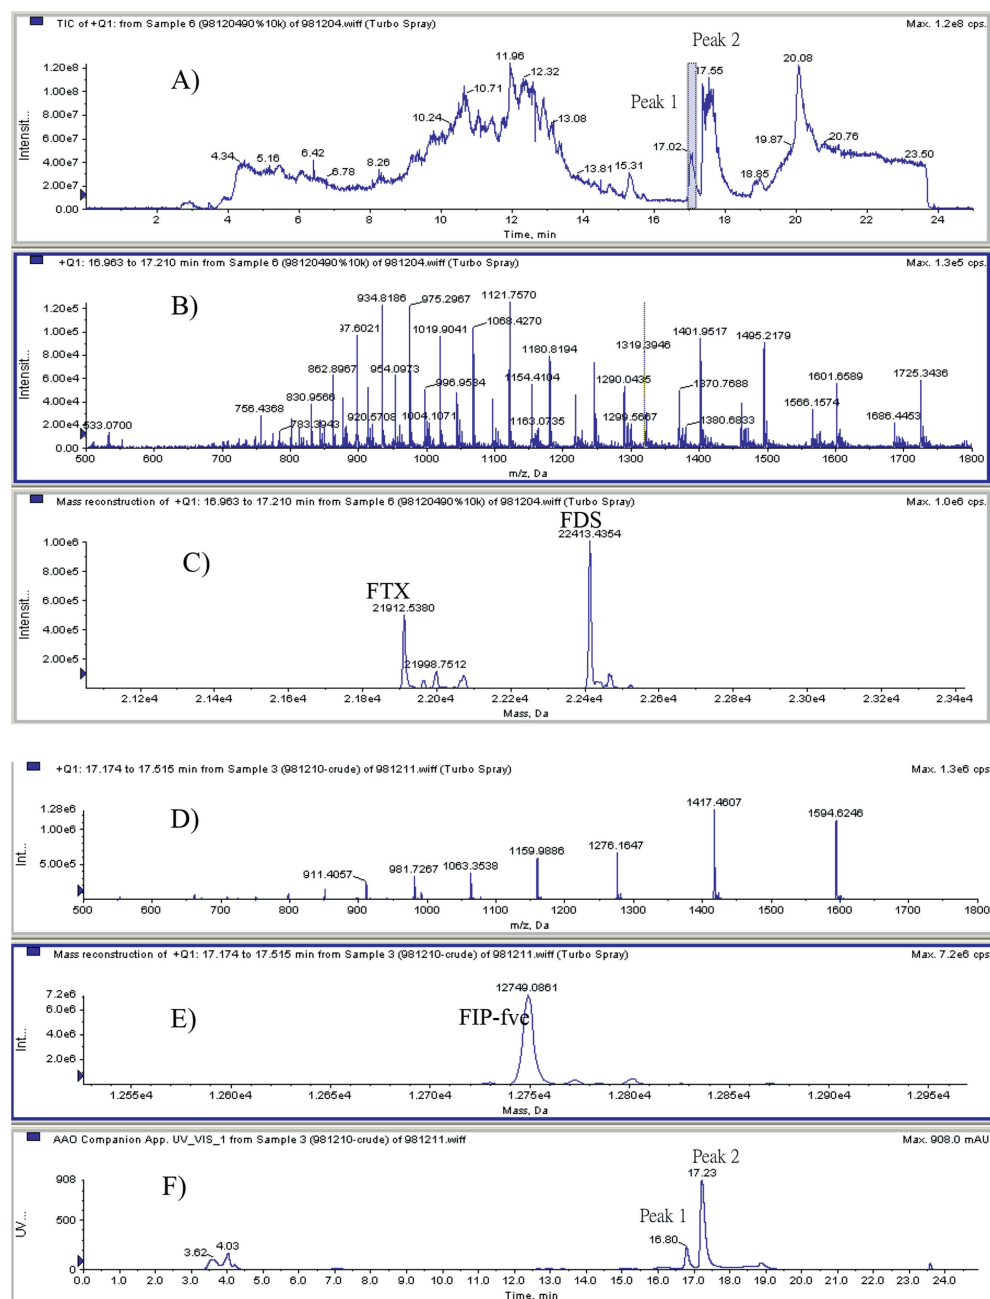 TIC of +Q1: from Sample 6 (98120490%10k) of 981204.wiff (Turbo Spray) Max. 1.2e8 cps.
Peak 2
11.96 17.55 20.08
1.20e8 12.32
A)
1.00e8 10.71 Peak 1
8.00e7 10.24 13.08
6.00e7 4.34 5.16 6.42 6.78 8.26 13.81 15.31 17.02 18.85 19.87 20.76 23.50
4.00e7
2.00e7
0.00
Intensit...
2 4 6 8 10 12 14 16 18 20 22 24
Time, min
+Q1: 16.963 to 17.210 min from Sample 6 (98120490%10k) of 981204.wiff (Turbo Spray) Max. 1.3e5 cps.
B)
1.20e5 934.8186 975.2967 1121.7570
1.00e5 97.6021 1019.9041 1068.4270 1180.8194 1319.3946 1401.9517 1495.2179
8.00e4 862.8967 954.0973 996.9534 1154.4104 1290.0435 1370.7688 1601.6589 1725.3436
6.00e4 756.4368 830.9566 920.5708 1004.1071 1163.0735 1299.5667 1380.6833 1566.1574 1686.4453
4.00e4
2.00e4 533.0700 783.3943
0.00
Intensit...
500 600 700 800 900 1000 1100 1200 1300 1400 1500 1600 1700 1800
m/z, Da
Mass reconstruction of +Q1: 16.963 to 17.210 min from Sample 6 (98120490%10k) of 981204.wiff (Turbo Spray) Max. 1.0e6 cps.
FDS
22413.4354
1.00e6
C)
8.00e5
FTX
6.00e5 21912.5380
4.00e5
2.00e5 21998.7512
Intensit...
2.12e4 2.14e4 2.16e4 2.18e4 2.20e4 2.22e4 2.24e4 2.26e4 2.28e4 2.30e4 2.32e4 2.34e4
Mass, Da
+Q1: 17.174 to 17.515 min from Sample 3 (981210-crude) of 981211.wiff (Turbo Spray) Max. 1.3e6 cps.
D)
1.28e6 1417.4607 1594.6246
1.00e6 1159.9886 1276.1647
5.00e5 911.4057 981.7267 1063.3538
Int...
500 600 700 800 900 1000 1100 1200 1300 1400 1500 1600 1700 1800
m/z, Da
Mass reconstruction of +Q1: 17.174 to 17.515 min from Sample 3 (981210-crude) of 981211.wiff (Turbo Spray) Max. 7.2e6 cps.
12749.0861
7.2e6
6.0e6
E) FIP-fve
4.0e6
2.0e6
Int...
1.255e4 1.260e4 1.265e4 1.270e4 1.275e4 1.280e4 1.285e4 1.290e4 1.295e4
Mass, Da
AAO Companion App. UV_VIS_1 from Sample 3 (981210-crude) of 981211.wiff Max. 908.0 mAU
Peak 2
908 17.23
F)
Peak 1
500 16.80
3.62 4.03
0
UV...
0.0 1.0 2.0 3.0 4.0 5.0 6.0 7.0 8.0 9.0 10.0 11.0 12.0 13.0 14.0 15.0 16.0 17.0 18.0 19.0 20.0 21.0 22.0 23.0 24.0
Time, min